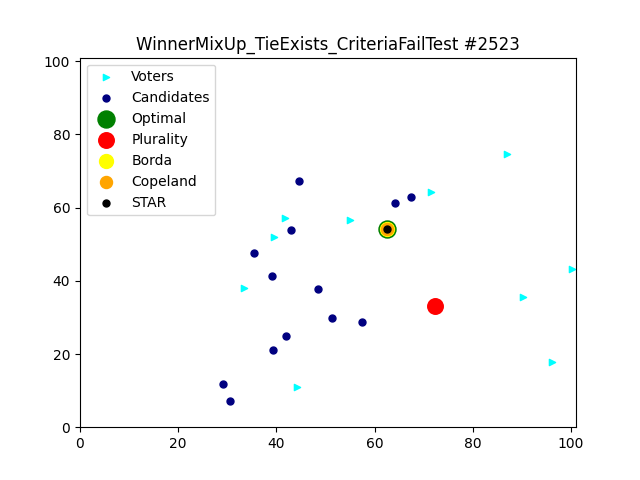 WinnerMixUp_TieExists_CriteriaFailTest #2523
100
80
60
40
20
0
Voters
Candidates
Optimal
Plurality
Borda
Copeland
STAR
0 20 40 60 80 100